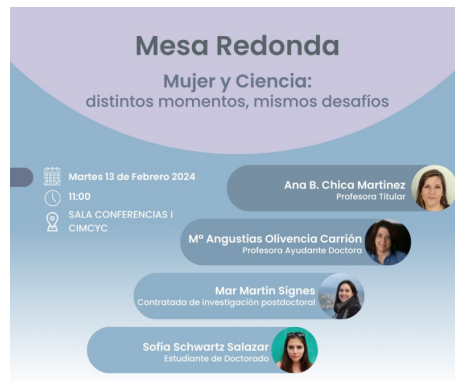 Mesa Redonda
Mujer y Ciencia:
distintos momentos, mismos desafíos
Martes 13 de Febrero 2024
11:00
SALA CONFERENCIAS I
CIMCYC
Ana B. Chica Martinez
Profesora Titular
Mª Angustias Olivencia Carrión
Profesora Ayudante Doctora
Mar Martín Signes
Contratada de investigación postdoctoral
Sofía Schwartz Salazar
Estudiante de Doctorado